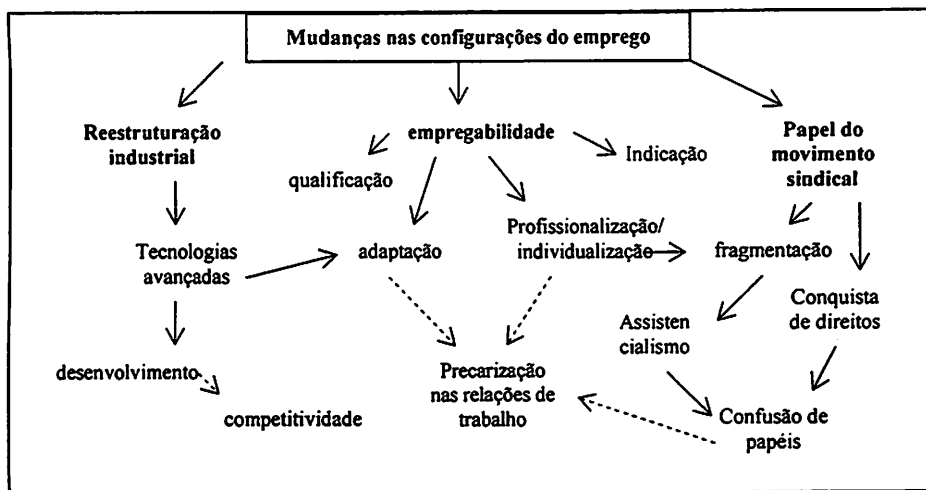 Mudanças nas configurações do emprego
Reestruturação
industrial
empregabilidade
Papel do
movimento
sindical
Indicação
qualificação
Tecnologias
avançadas
adaptação
Profissionalização/
individualização
fragmentação
Conquista
de direitos
Assisten
cialismo
desenvolvimento
competitividade
Precarização
nas relações de
trabalho
Confusão de
papéis